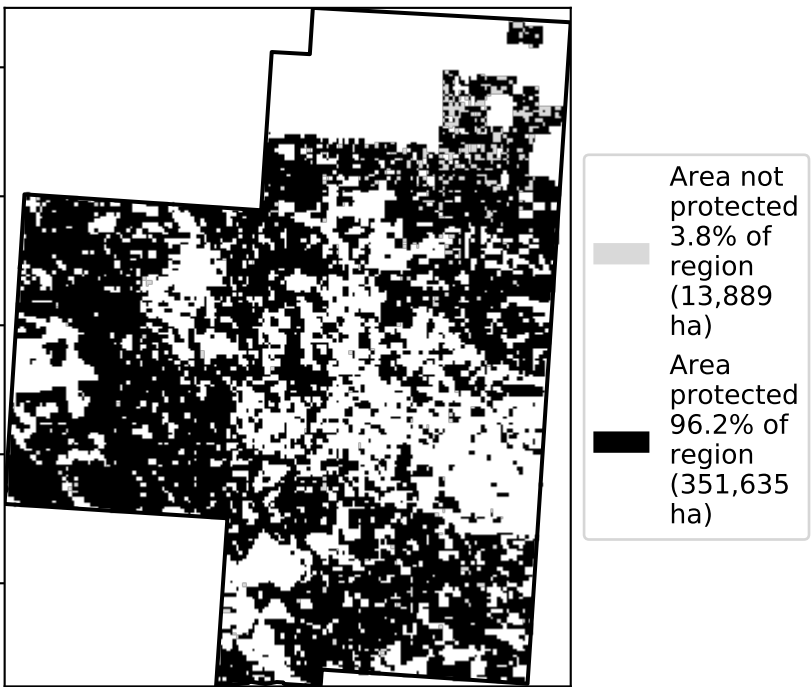 Area not
protected
3.8% of
region
(13,889
ha)
Area
protected
96.2% of
region
(351,635
ha)